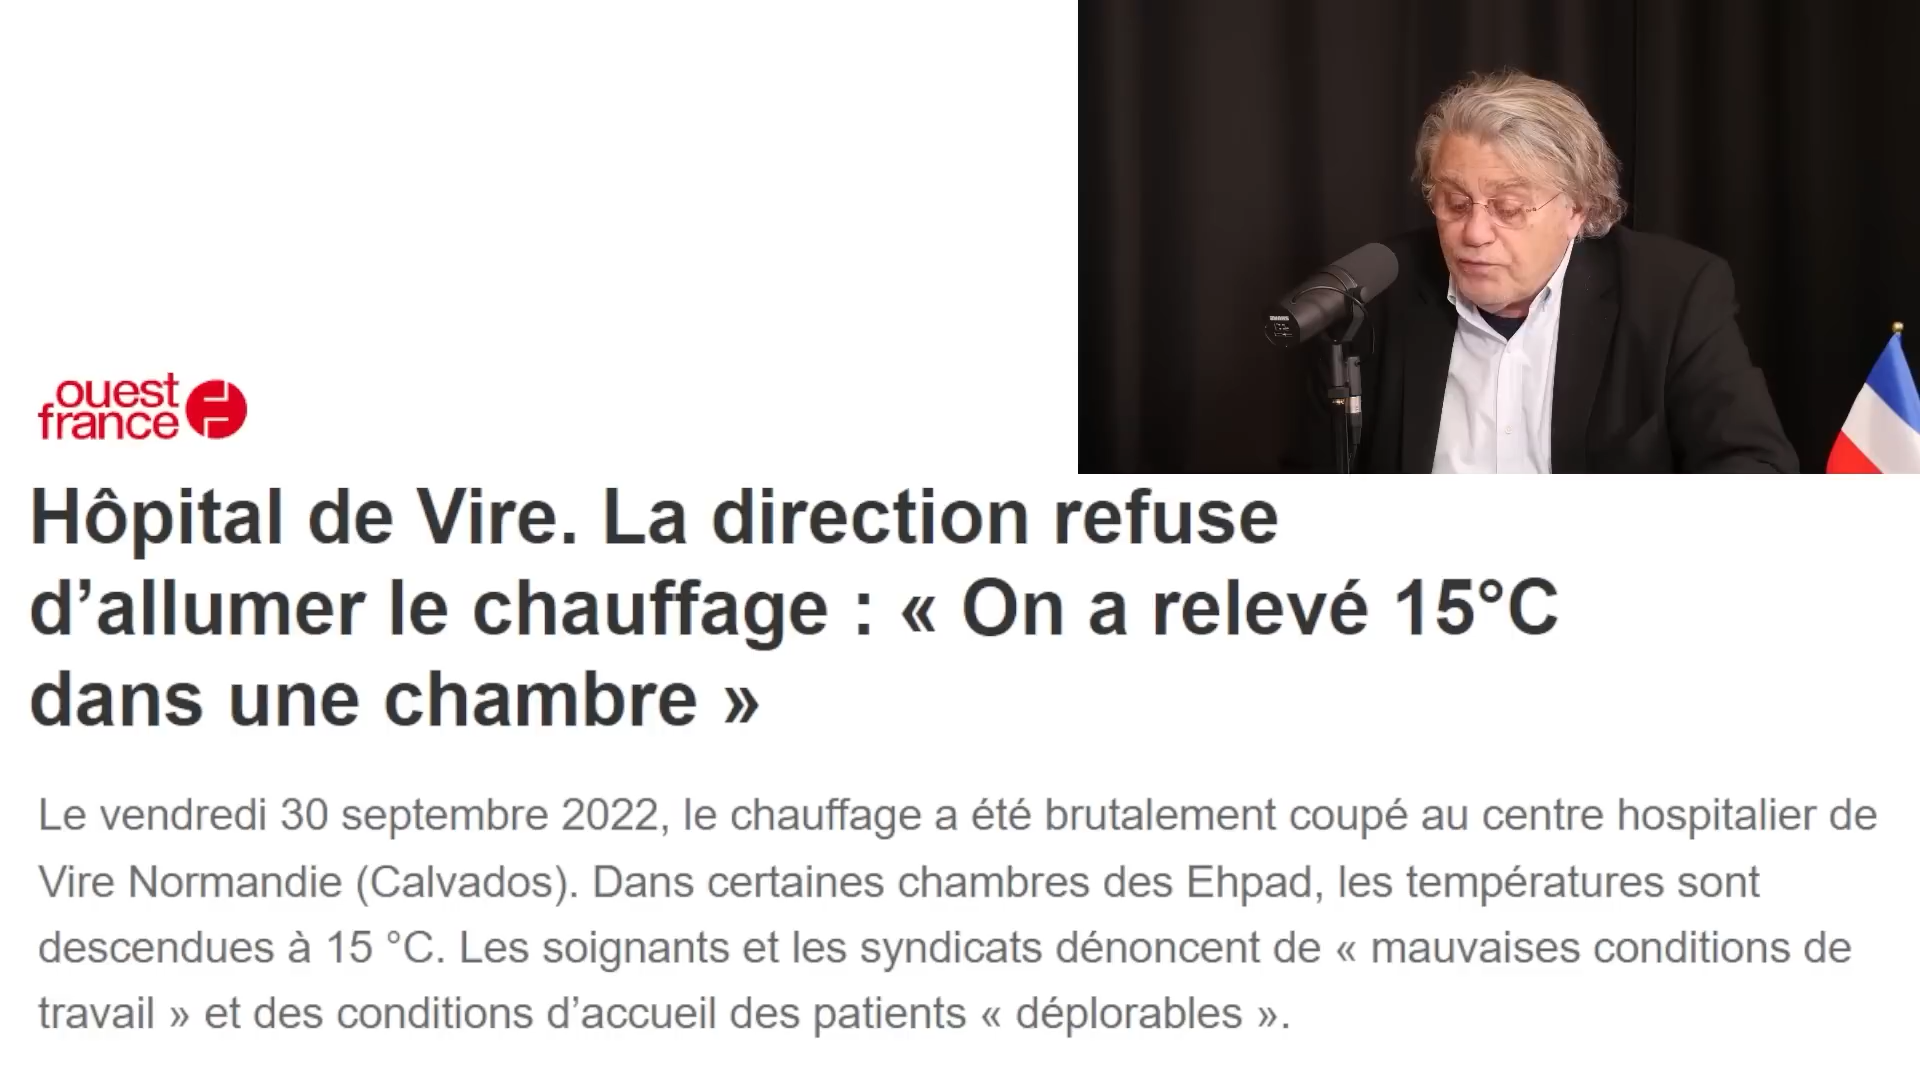 ouest
france
Hôpital de Vire. La direction refuse
d’allumer le chauffage : « On a relevé 15°C
dans une chambre »
Le vendredi 30 septembre 2022, le chauffage a été brutalement coupé au centre hospitalier de
Vire Normandie (Calvados). Dans certaines chambres des Ehpad, les températures sont
descendues à 15 °C. Les soignants et les syndicats dénoncent de « mauvaises conditions de
travail » et des conditions d’accueil des patients « déplorables ».